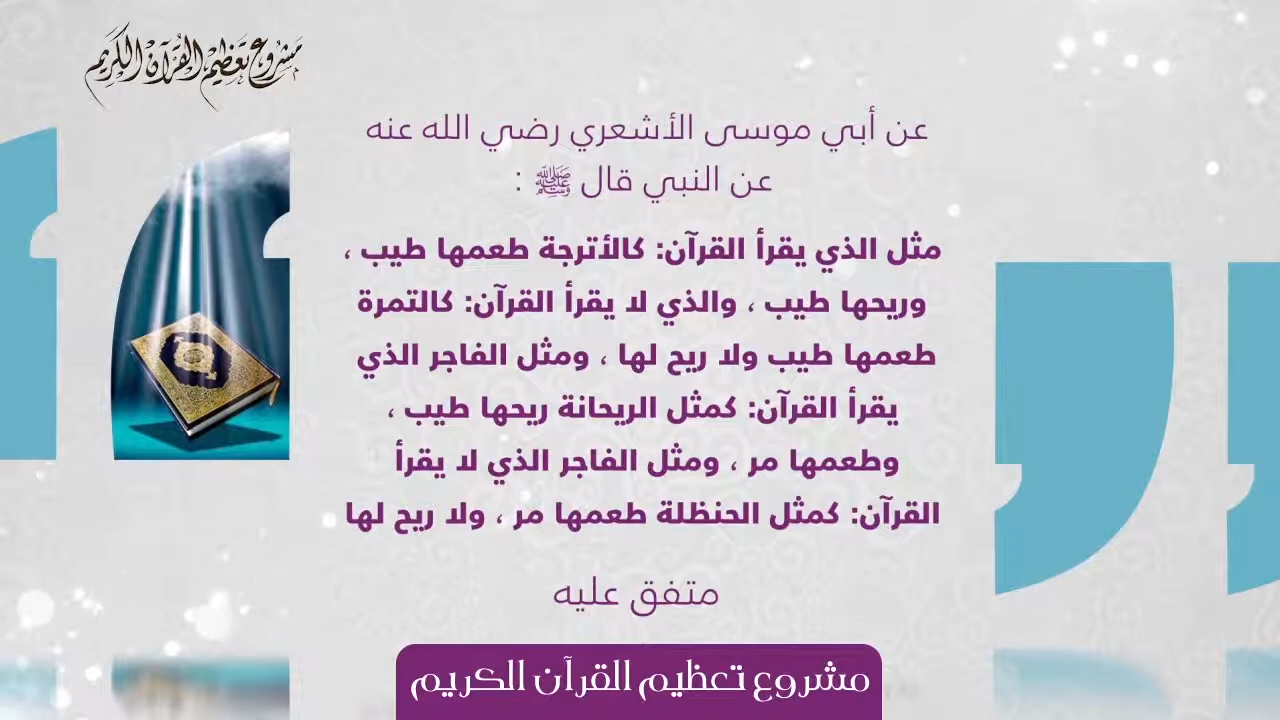 مشروع تعظيم القرآن الكريم
عن أبي موسى الأشعري رضي الله عنه
عن النبي قال ﷺ :
مثل الذي يقرأ القرآن: كالأترجة طعمها طيب ،
وريحها طيب ، والذي لا يقرأ القرآن: كالتمرة
طعمها طيب ولا ريح لها ، ومثل الفاجر الذي
يقرأ القرآن: كمثل الريحانة ريحها طيب ،
وطعمها مر ، ومثل الفاجر الذي لا يقرأ
القرآن: كمثل الحنظلة طعمها مر ، ولا ريح لها
متفق عليه
مشروع تعظيم القرآن الكريم